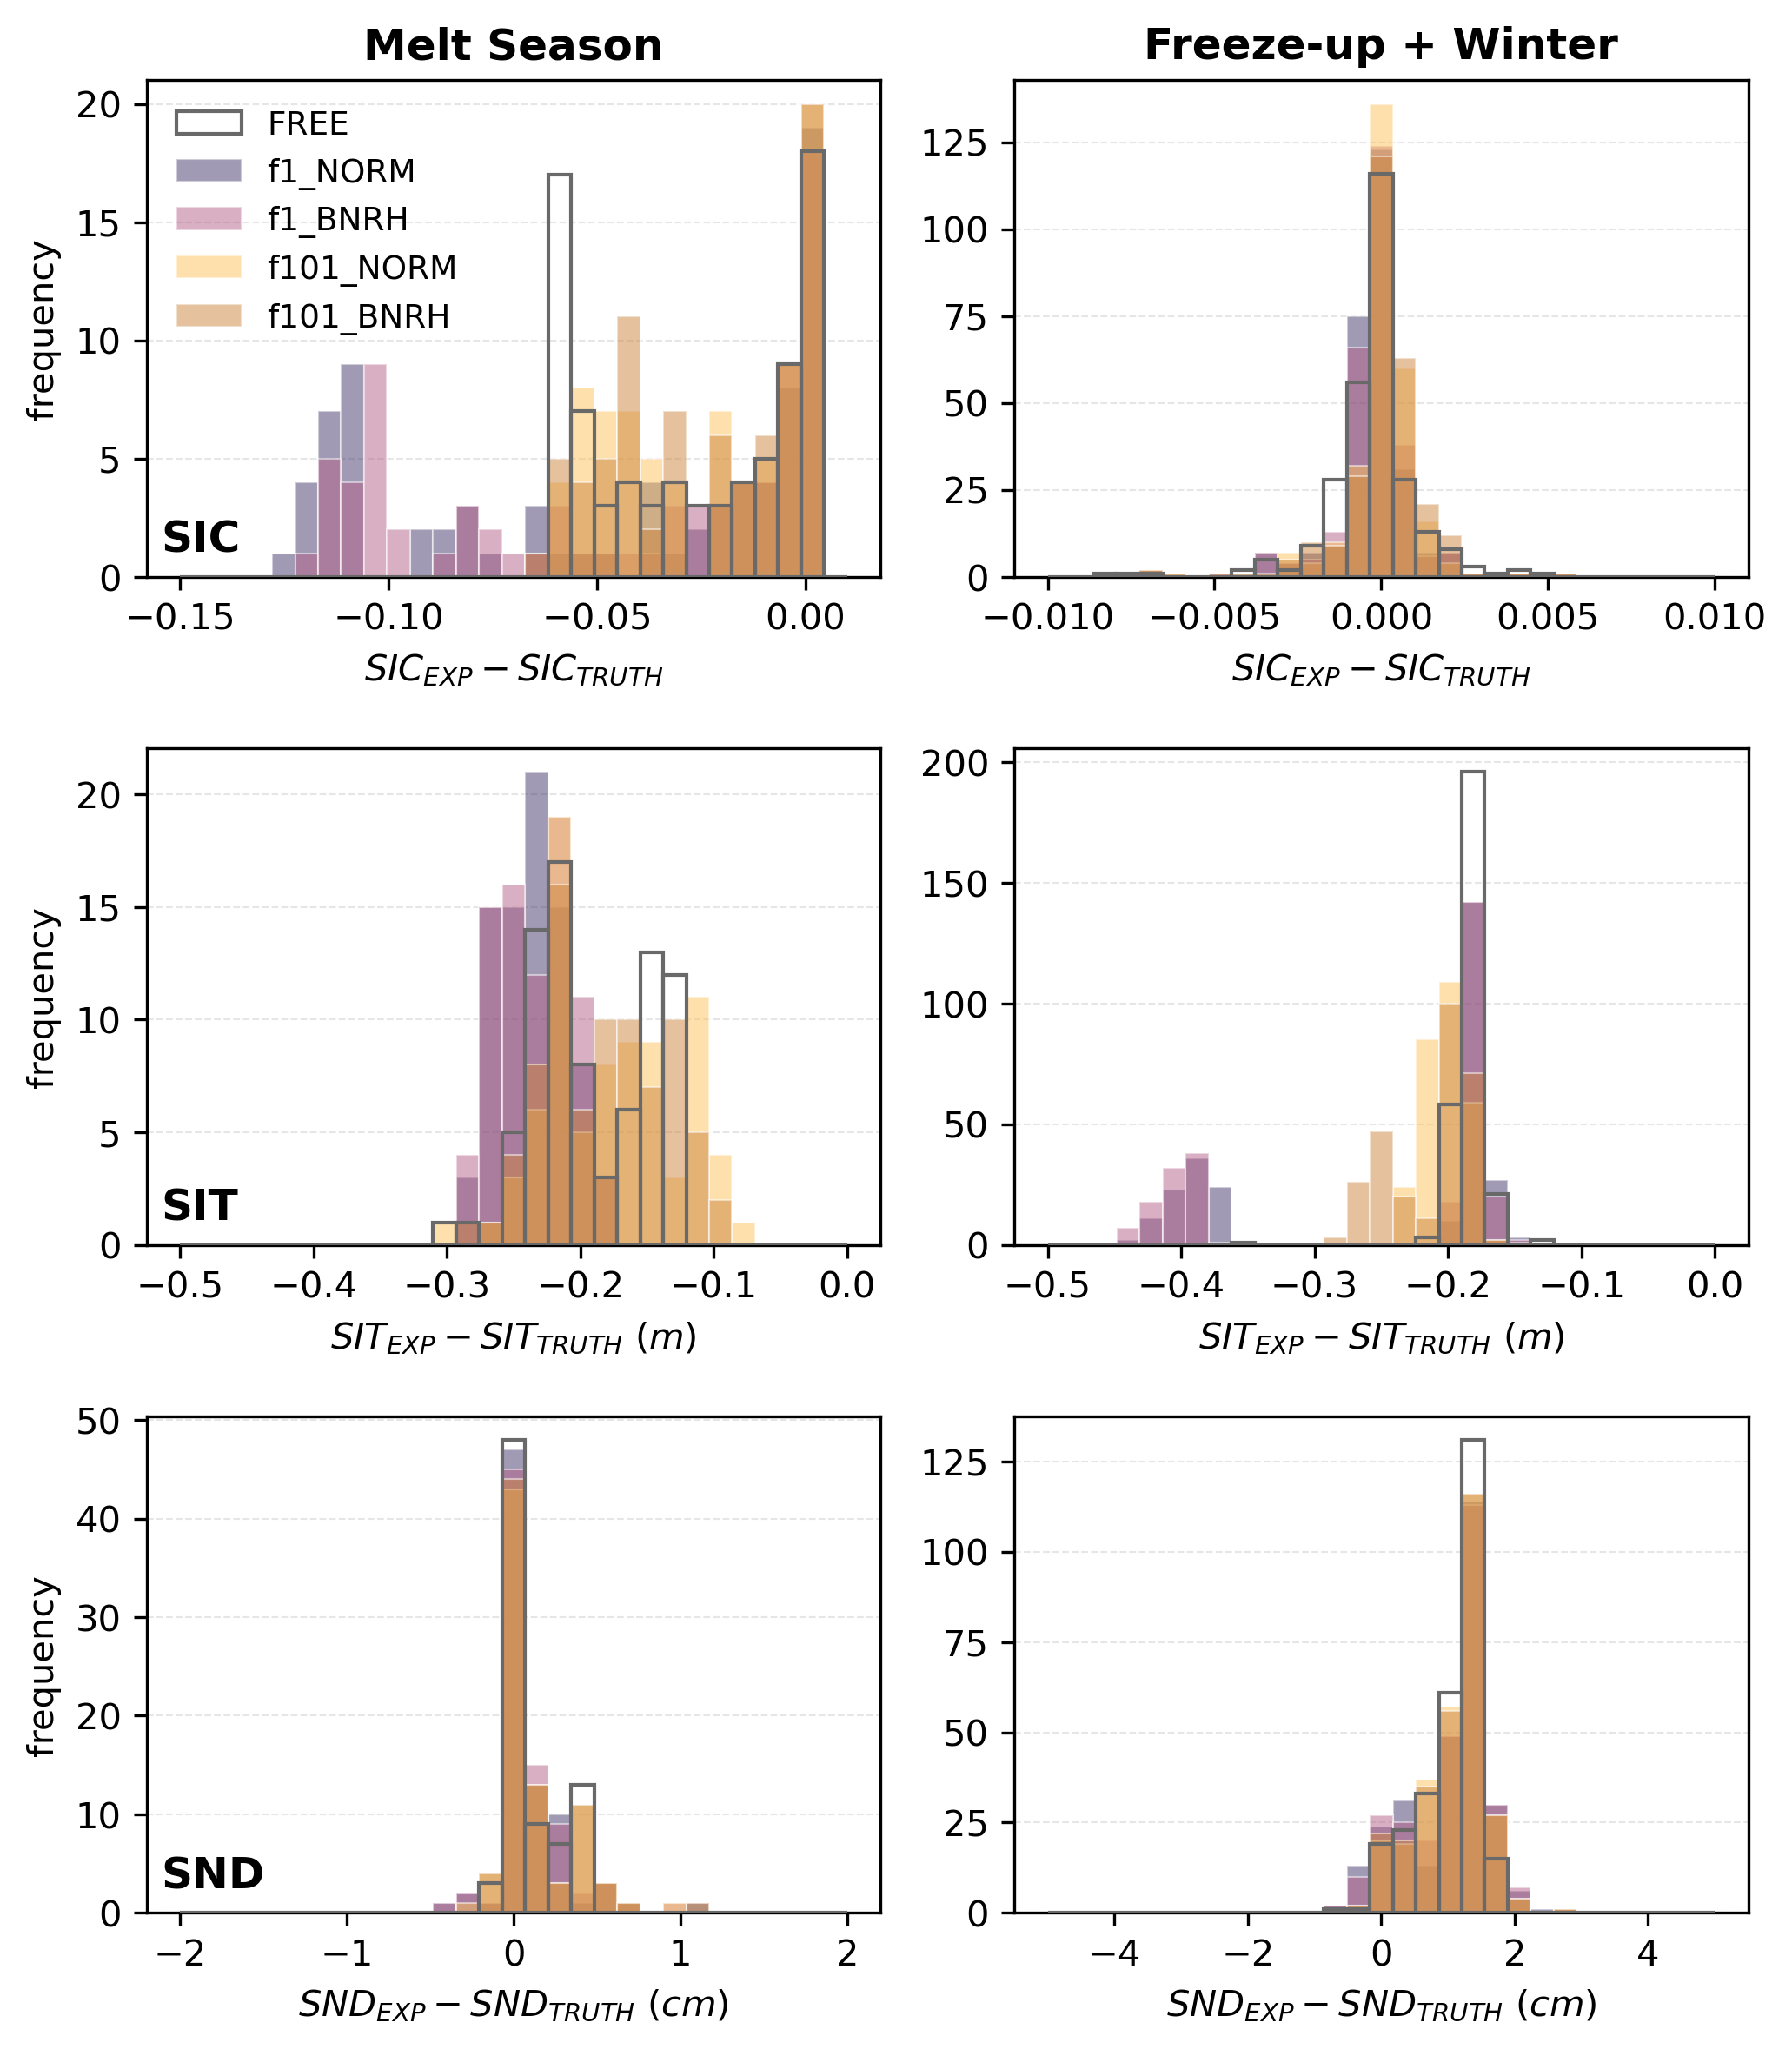 Melt Season
Freeze-up + Winter
frequency
20
15
10
5
0
FREE
f1_NORM
f1_BNRH
f101_NORM
f101_BNRH
SIC
−0.15 −0.10 −0.05 0.00
SIC_EXP − SIC_TRUTH
125
100
75
50
25
0
−0.010 −0.005 0.000 0.005 0.010
SIC_EXP − SIC_TRUTH
frequency
20
15
10
5
0
SIT
−0.5 −0.4 −0.3 −0.2 −0.1 0.0
SIT_EXP − SIT_TRUTH (m)
200
150
100
50
0
−0.5 −0.4 −0.3 −0.2 −0.1 0.0
SIT_EXP − SIT_TRUTH (m)
frequency
50
40
30
20
10
0
SND
−2 −1 0 1 2
SND_EXP − SND_TRUTH (cm)
125
100
75
50
25
0
−4 −2 0 2 4
SND_EXP − SND_TRUTH (cm)